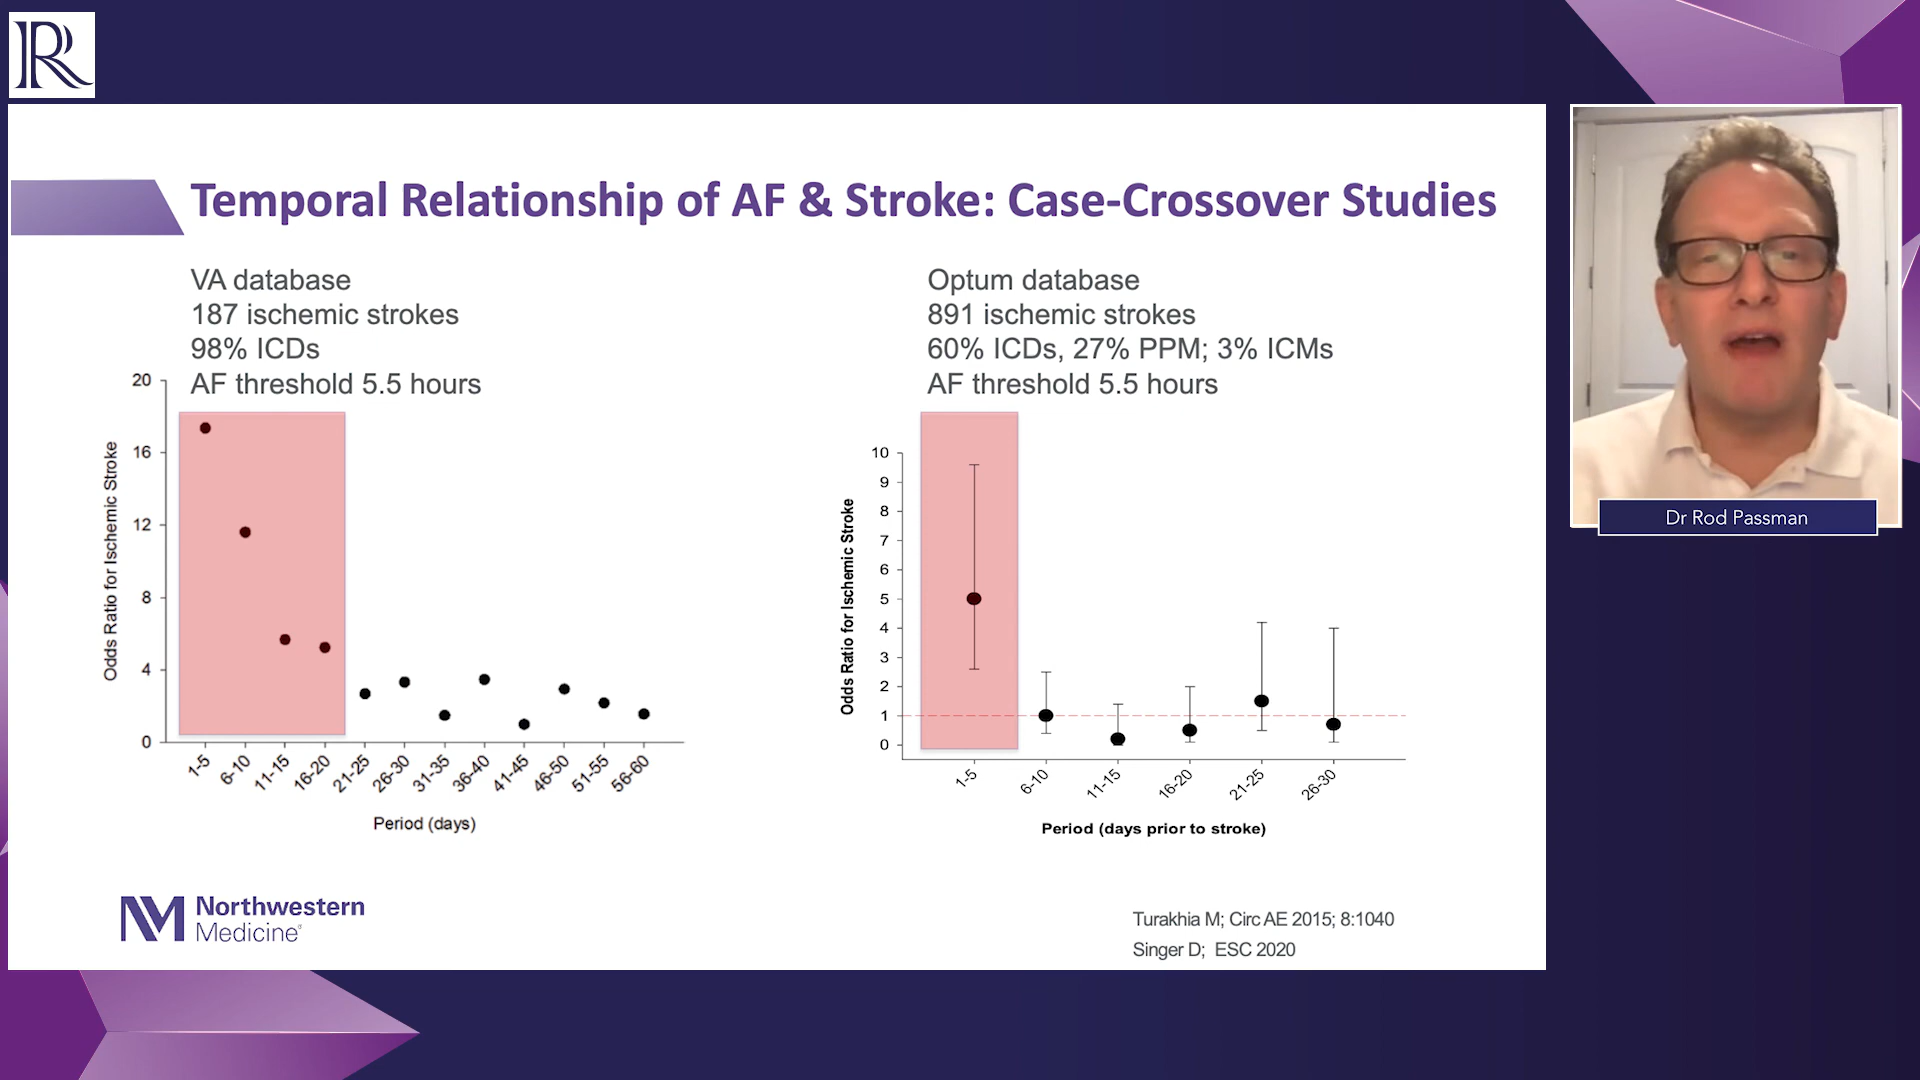 R
Temporal Relationship of AF & Stroke: Case-Crossover Studies
VA database
187 ischemic strokes
98% ICDs
AF threshold 5.5 hours
20
16
12
8
4
0
Odds Ratio for Ischemic Stroke
1-5
6-10
11-15
16-20
21-25
26-30
31-35
36-40
41-45
46-50
51-55
56-60
Period (days)
Optum database
891 ischemic strokes
60% ICDs, 27% PPM; 3% ICMs
AF threshold 5.5 hours
10
9
8
7
6
5
4
3
2
1
0
Odds Ratio for Ischemic Stroke
1-5
6-10
11-15
16-20
21-25
26-30
Period (days prior to stroke)
NM Northwestern
Medicine®
Turakhia M; Circ AE 2015; 8:1040
Singer D; ESC 2020
Dr Rod Passman